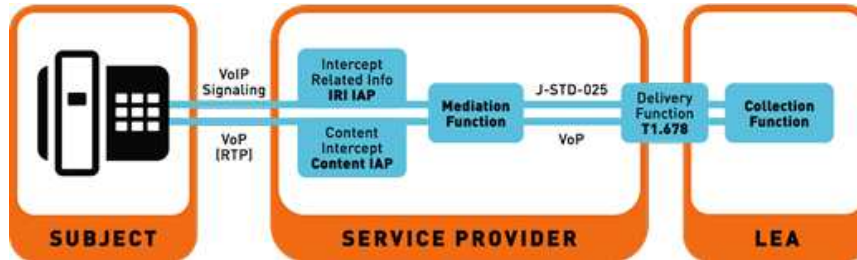 VoIP
Signaling
VoP
[RTP]
Intercept
Related Info
IRI IAP
Content
Intercept
Content IAP
Mediation
Function
J-STD-025
VoP
Delivery
Function
T1.678
Collection
Function
SUBJECT
SERVICE PROVIDER
LEA